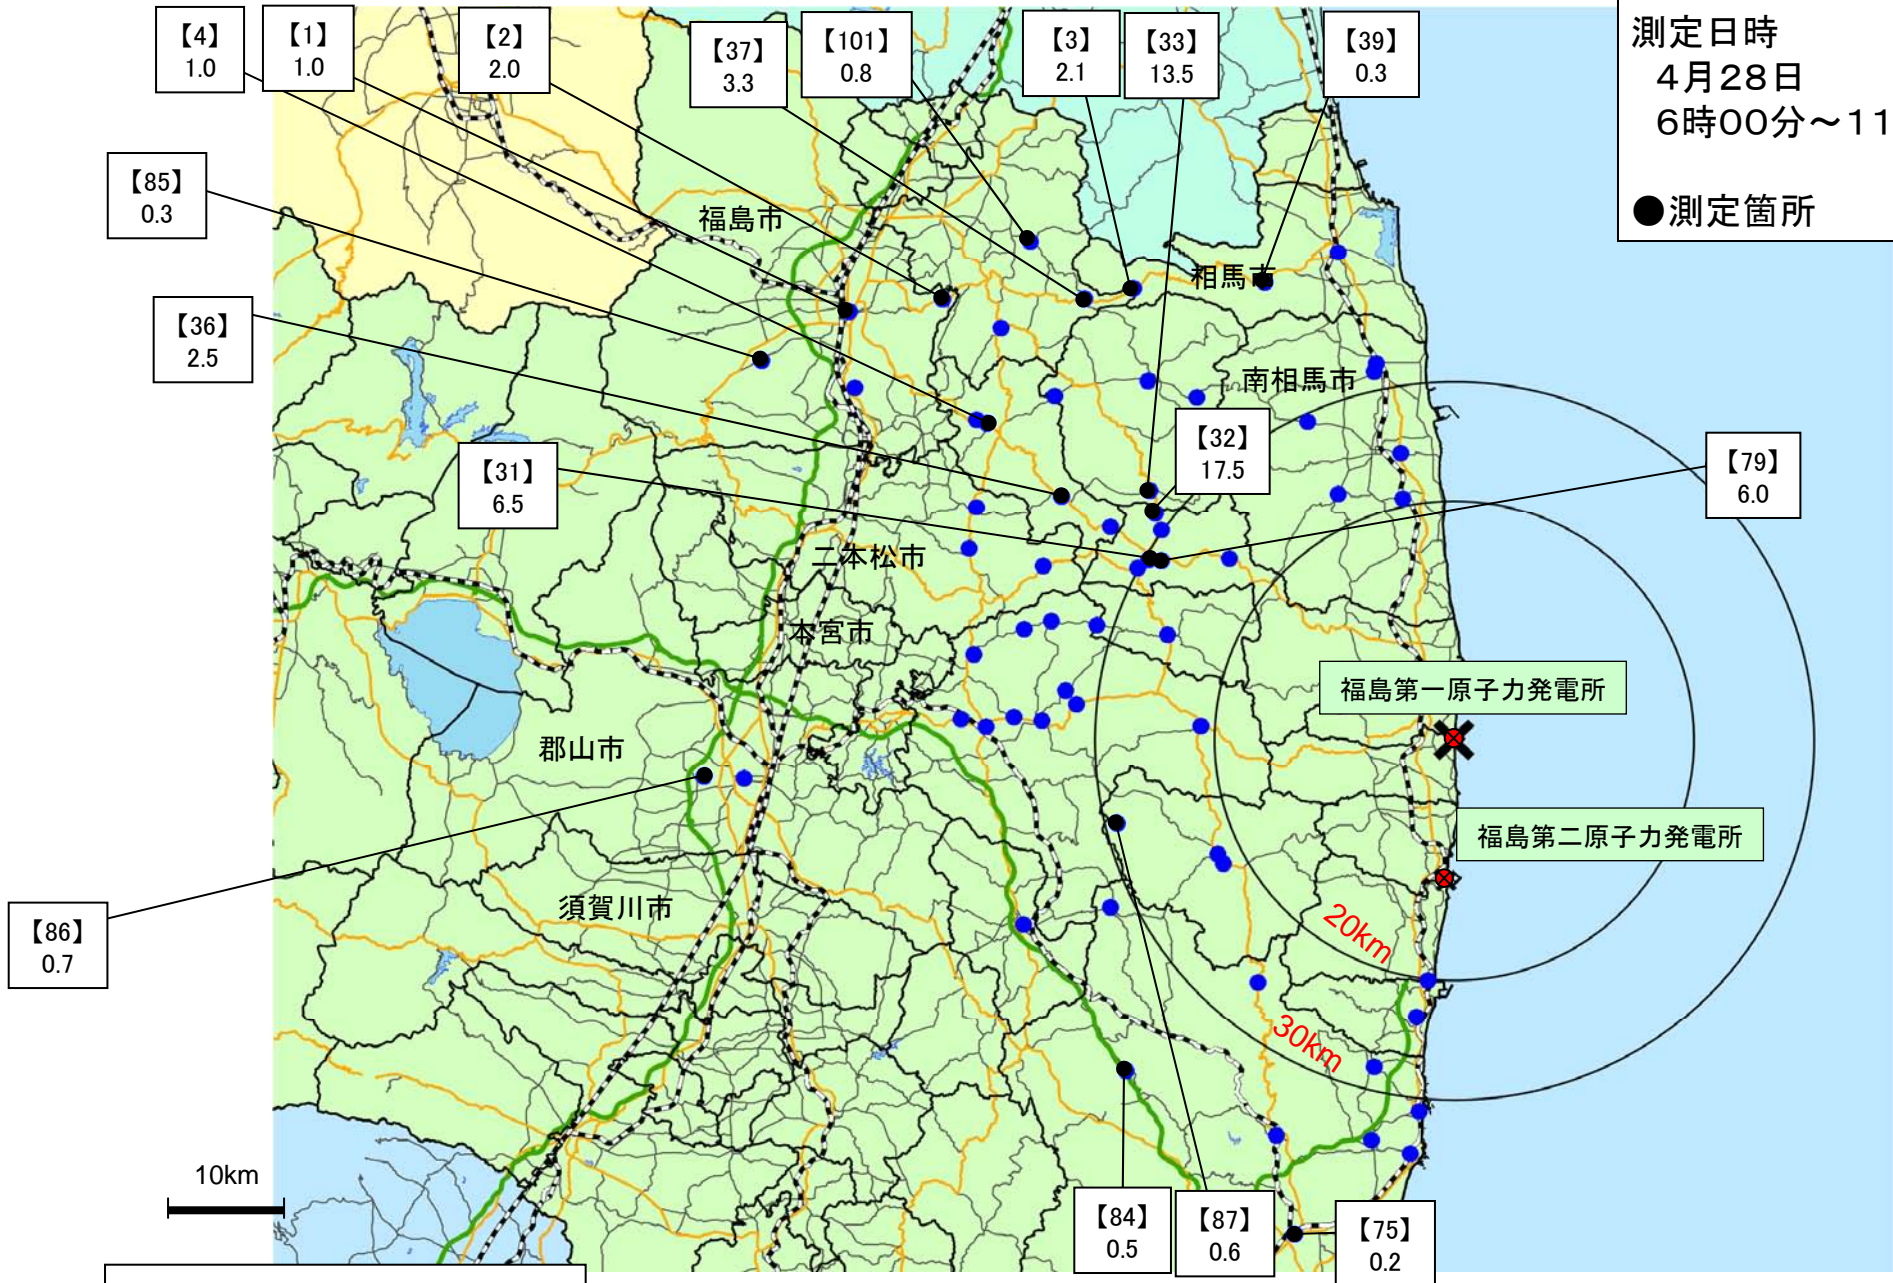 【4】
1.0
【1】
1.0
【2】
2.0
【37】
3.3
【101】
0.8
【3】
2.1
【33】
13.5
【39】
0.3
測定日時
4月28日
6時00分～11
●測定箇所
【85】
0.3
福島市
相馬市
【36】
2.5
南相馬市
【32】
17.5
【31】
6.5
【79】
6.0
二本松市
本宮市
福島第一原子力発電所
郡山市
福島第二原子力発電所
須賀川市
【86】
0.7
20km
30km
10km
【84】
0.5
【87】
0.6
【75】
0.2